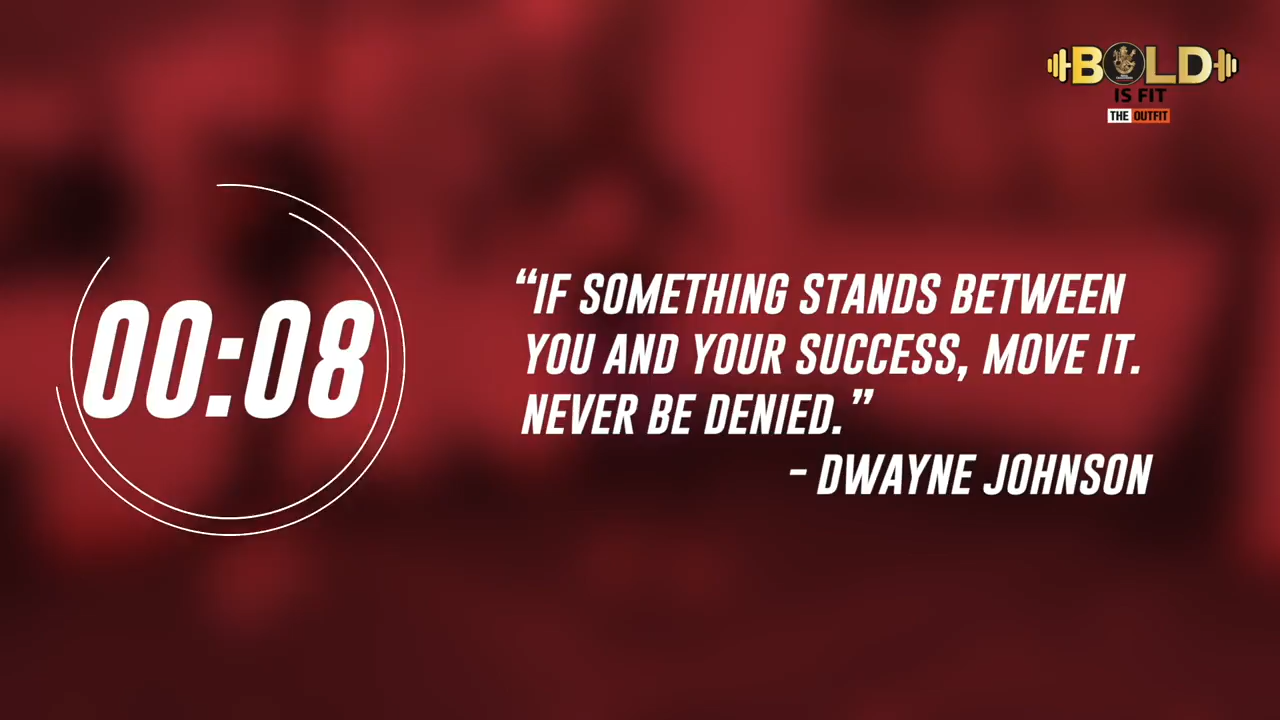 BOLD
IS FIT
THE OUTFIT
00:08
“IF SOMETHING STANDS BETWEEN
YOU AND YOUR SUCCESS, MOVE IT.
NEVER BE DENIED.”
- DWAYNE JOHNSON